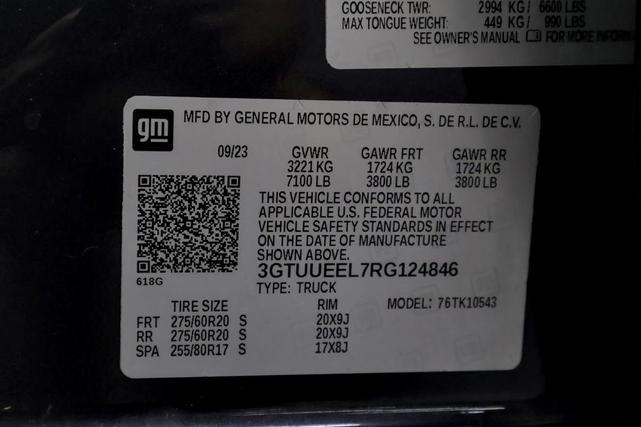 GOOSENECK TWR: 2994 KG/ 6600 LBS
MAX TONGUE WEIGHT: 449 KG/ 990 LBS
SEE OWNER'S MANUAL FOR MORE
gm
MFD BY GENERAL MOTORS DE MEXICO, S. DE R.L. DE C.V.
09/23 GVWR GAWR FRT GAWR RR
3221 KG 1724 KG 1724 KG
7100 LB 3800 LB 3800 LB
THIS VEHICLE CONFORMS TO ALL
APPLICABLE U.S. FEDERAL MOTOR
VEHICLE SAFETY STANDARDS IN EFFECT
ON THE DATE OF MANUFACTURE
SHOWN ABOVE.
3GTUUEEL7RG124846
618G
TYPE: TRUCK
TIRE SIZE RIM MODEL: 76TK10543
FRT 275/60R20 S 20X9J
RR 275/60R20 S 20X9J
SPA 255/80R17 S 17X8J